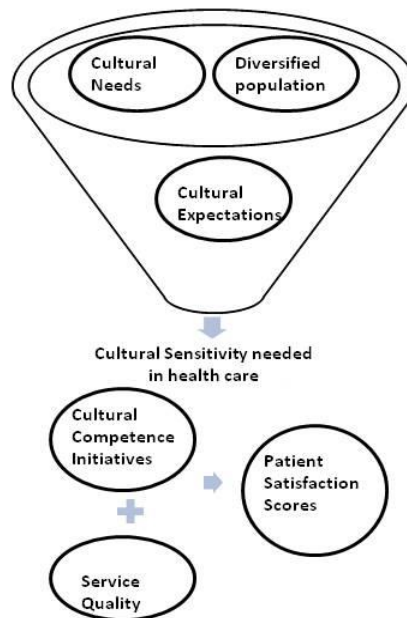 Cultural
Needs
Diversified
population
Cultural
Expectations
Cultural Sensitivity needed
in health care
Cultural
Competence
Initiatives
Patient
Satisfaction
Scores
Service
Quality